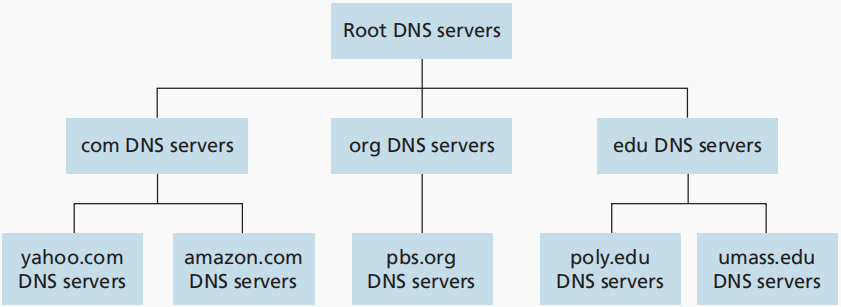 Root DNS servers
com DNS servers
org DNS servers
edu DNS servers
yahoo.com
DNS servers
amazon.com
DNS servers
pbs.org
DNS servers
poly.edu
DNS servers
umass.edu
DNS servers